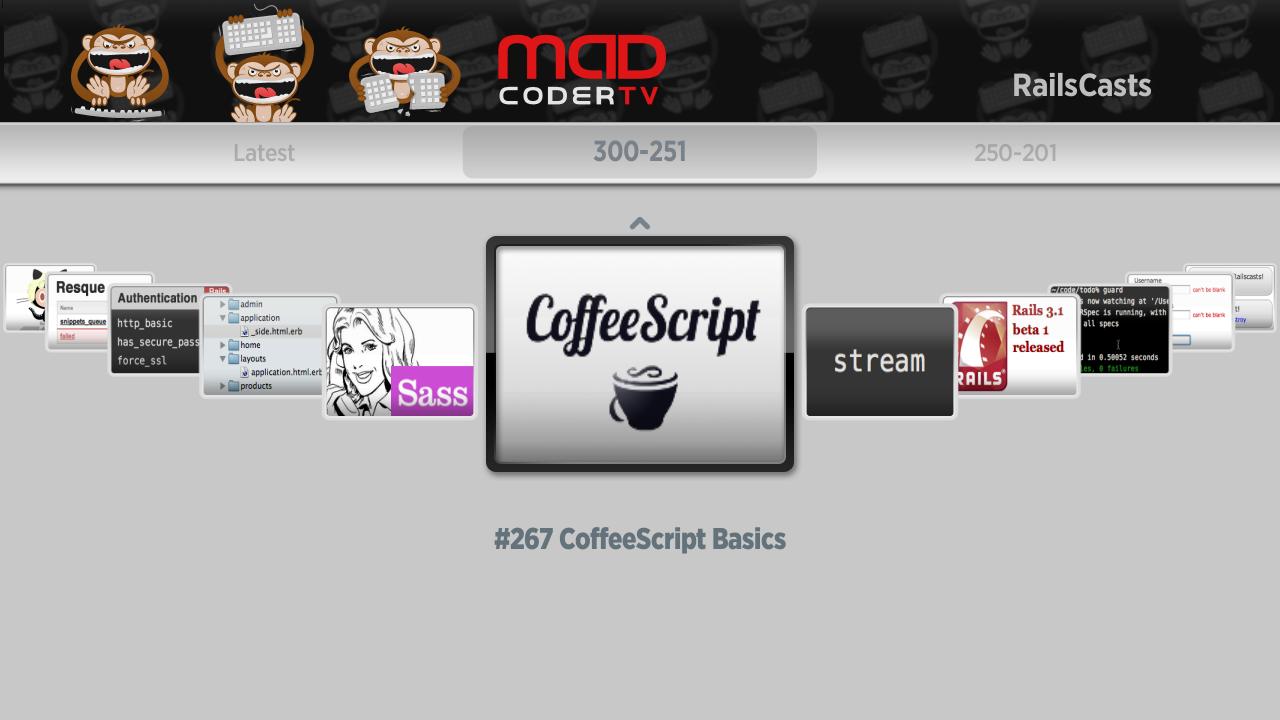 MAD
CODERTV
RailsCasts
Latest
300-251
250-201
Resque
Name
snippets_queue
failed
Authentication
http_basic
has_secure_pass
force_ssl
Rails
admin
application
_side.html.erb
home
layouts
application.html.erb
products
Sass
CoffeeScript
stream
RAILS
Rails 3.1
beta 1
released
~/code/todo% guard
s now watching at '/Use
RSpec is running, with
all specs
d in 0.50052 seconds
les, 0 failures
Username
can't be blank
can't be blank
Railscasts!
t!
troy
#267 CoffeeScript Basics